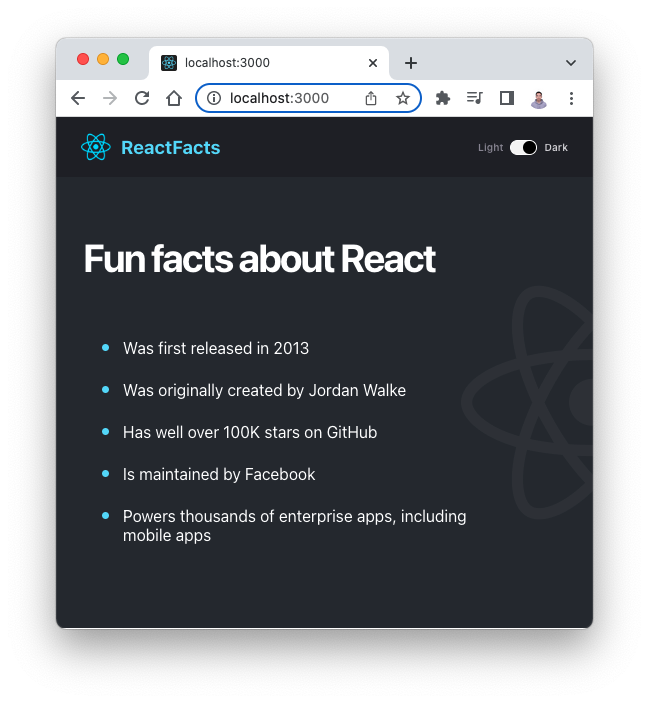 localhost:3000
localhost:3000
ReactFacts
Light Dark
Fun facts about React
Was first released in 2013
Was originally created by Jordan Walke
Has well over 100K stars on GitHub
Is maintained by Facebook
Powers thousands of enterprise apps, including
mobile apps